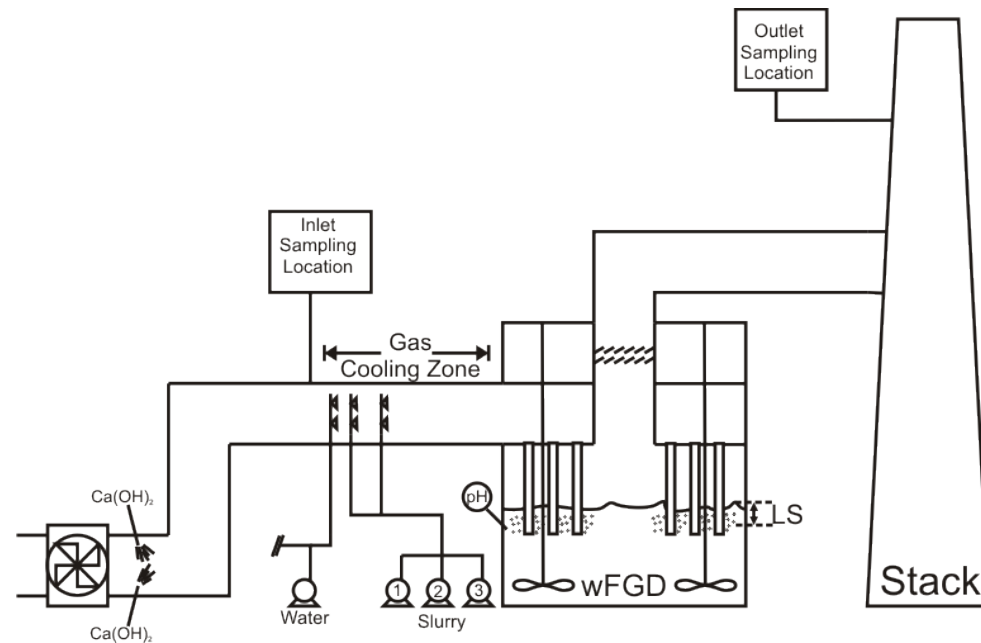 Outlet
Sampling
Location
Inlet
Sampling
Location
Gas
Cooling Zone
Ca(OH)₂
pH
LS
wFGD
Stack
1 2 3
Water
Slurry
Ca(OH)₂